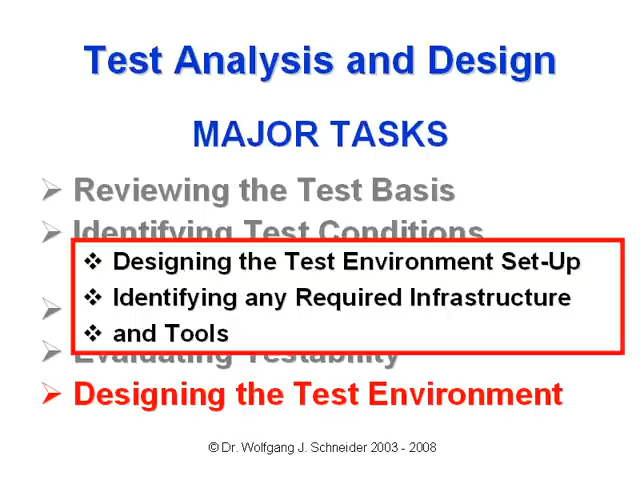 Test Analysis and Design
MAJOR TASKS
➢ Reviewing the Test Basis
➢ Identifying Test Conditions
❖ Designing the Test Environment Set-Up
❖ Identifying any Required Infrastructure
❖ and Tools
➢ Evaluating Testability
➢ Designing the Test Environment
© Dr. Wolfgang J. Schneider 2003 - 2008